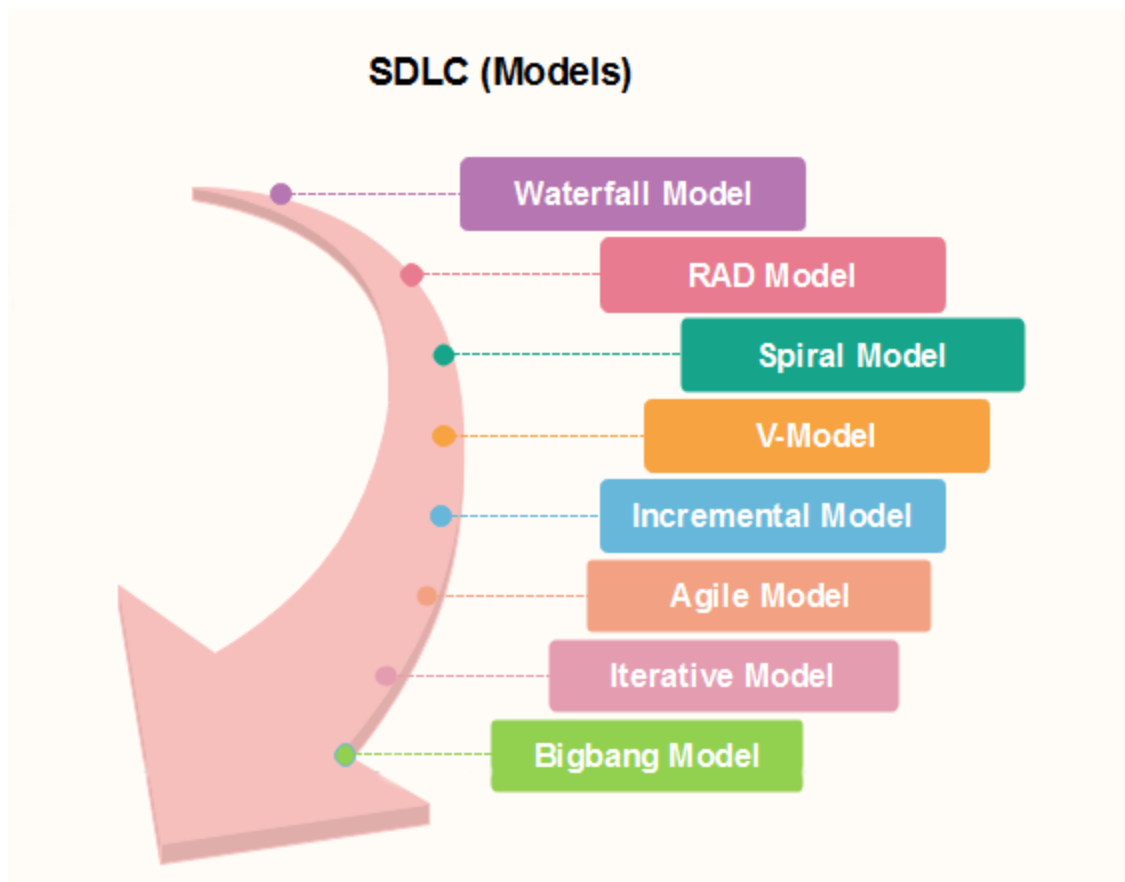 SDLC (Models)
Waterfall Model
RAD Model
Spiral Model
V-Model
Incremental Model
Agile Model
Iterative Model
Bigbang Model